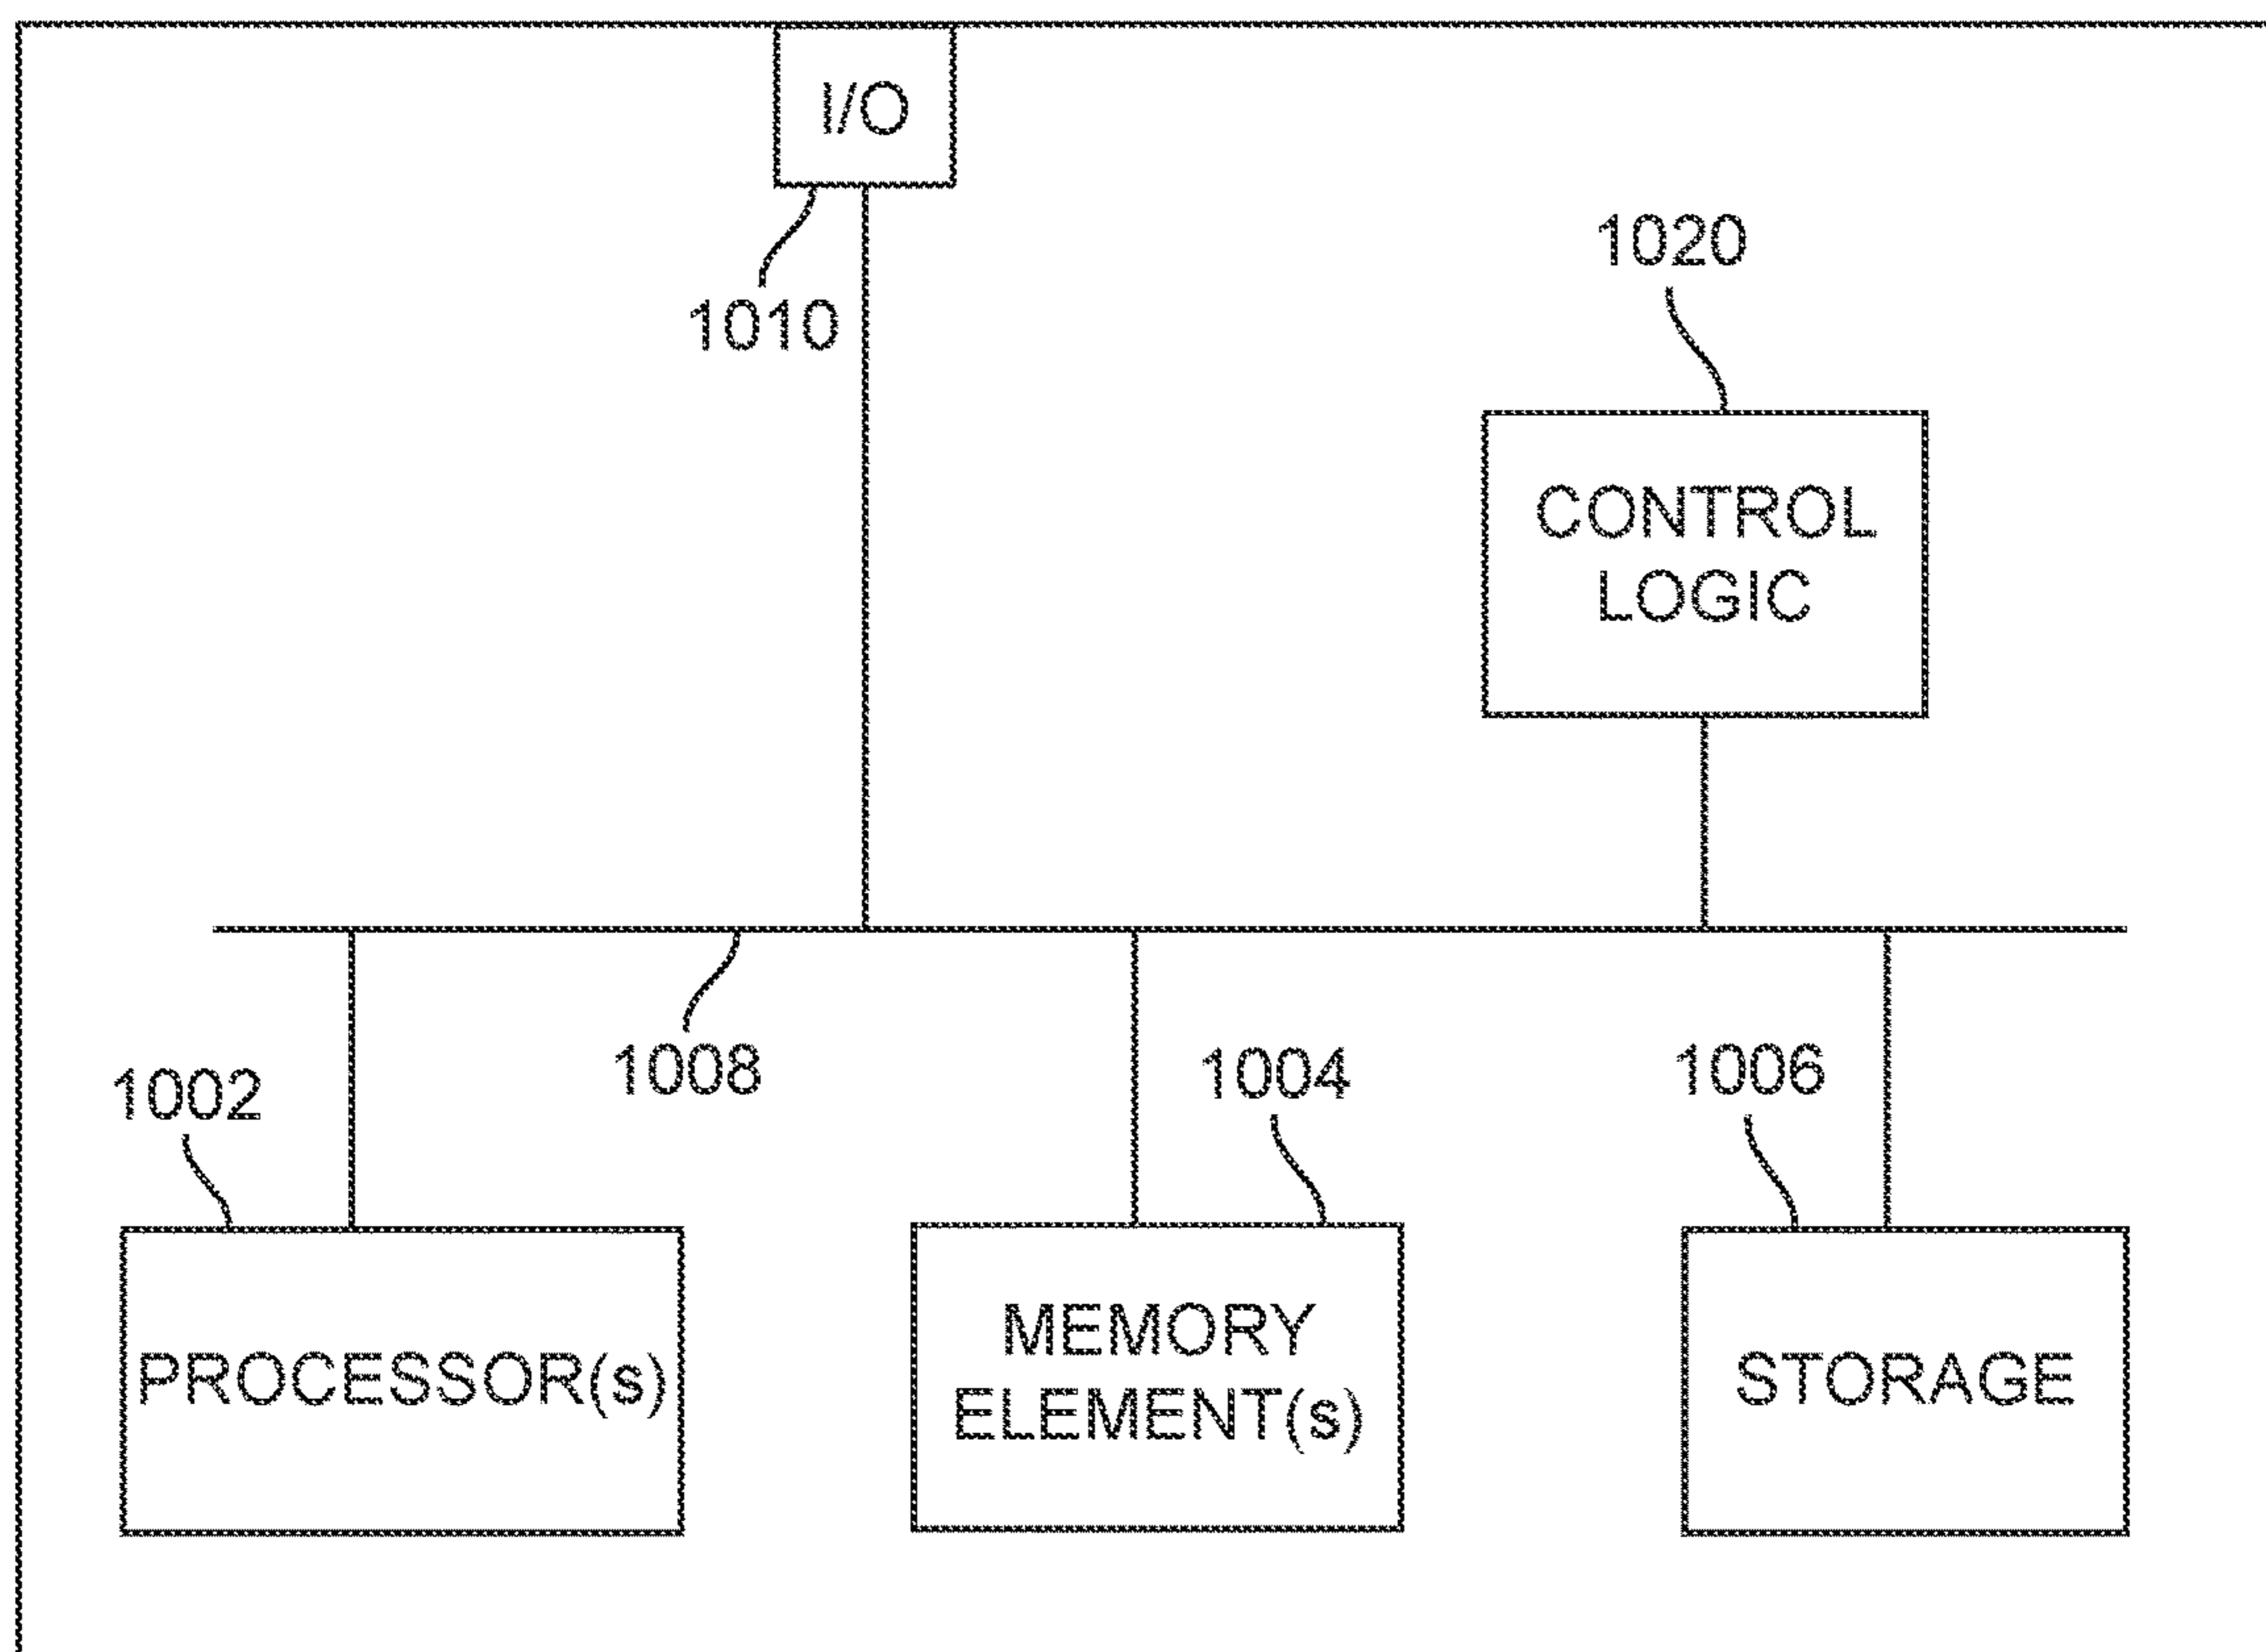 I/O
1010
1020
CONTROL
LOGIC
1008
1002
1004
1006
PROCESSOR(s)
MEMORY
ELEMENT(s)
STORAGE